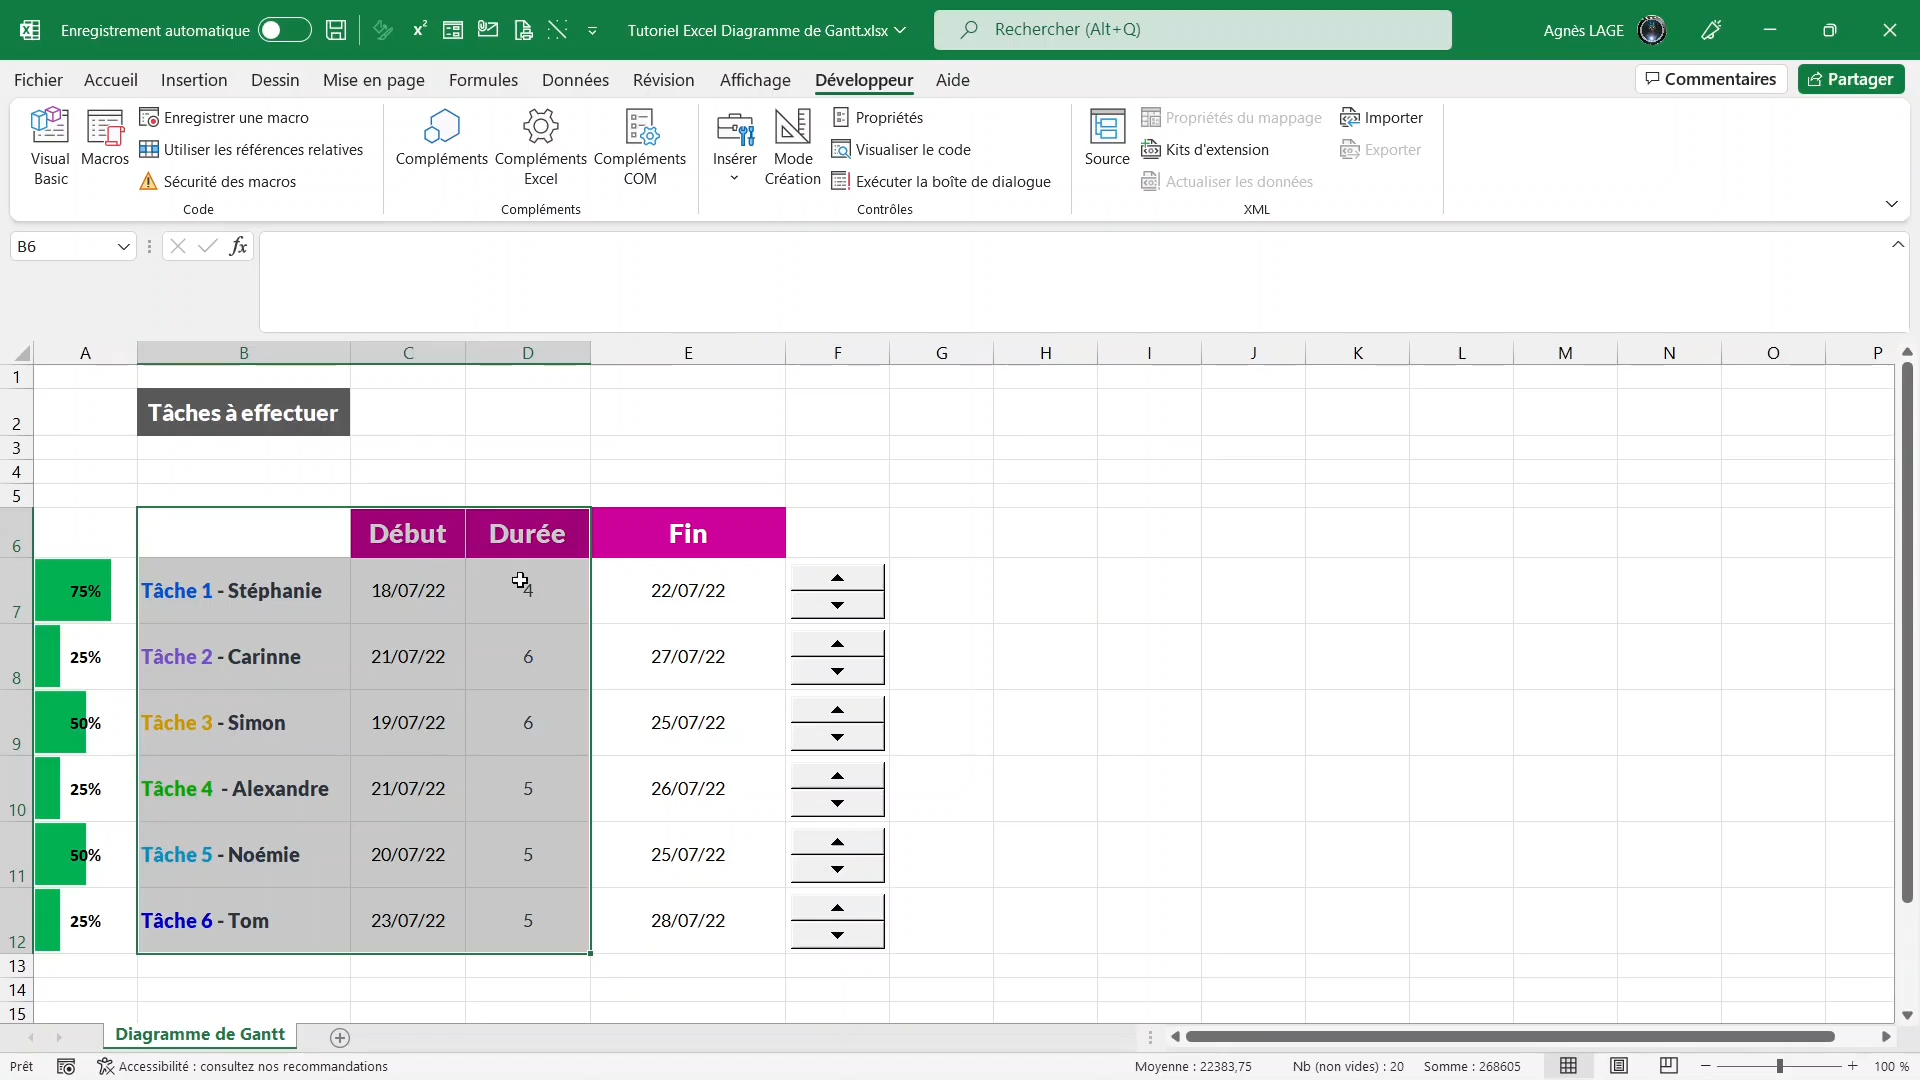 Enregistrement automatique
Tutoriel Excel Diagramme de Gantt.xlsx
Rechercher (Alt+Q)
Agnès LAGE
Fichier Accueil Insertion Dessin Mise en page Formules Données Révision Affichage Développeur Aide
Commentaires
Partager
Visual Basic
Macros
Enregistrer une macro
Utiliser les références relatives
Sécurité des macros
Code
Compléments
Compléments Excel
Compléments COM
Compléments
Insérer
Mode Création
Propriétés
Visualiser le code
Exécuter la boîte de dialogue
Contrôles
Source
Propriétés du mappage
Kits d'extension
Actualiser les données
Importer
Exporter
XML
B6
fx
A B C D E F G H I J K L M N O P
1
2 Tâches à effectuer
3
4
5
6 Début Durée Fin
7 75% Tâche 1 - Stéphanie 18/07/22 4 22/07/22
8 25% Tâche 2 - Carinne 21/07/22 6 27/07/22
9 50% Tâche 3 - Simon 19/07/22 6 25/07/22
10 25% Tâche 4 - Alexandre 21/07/22 5 26/07/22
11 50% Tâche 5 - Noémie 20/07/22 5 25/07/22
12 25% Tâche 6 - Tom 23/07/22 5 28/07/22
13
14
15
Diagramme de Gantt
Prêt
Accessibilité : consultez nos recommandations
Moyenne : 22383,75 Nb (non vides) : 20 Somme : 268605
100 %